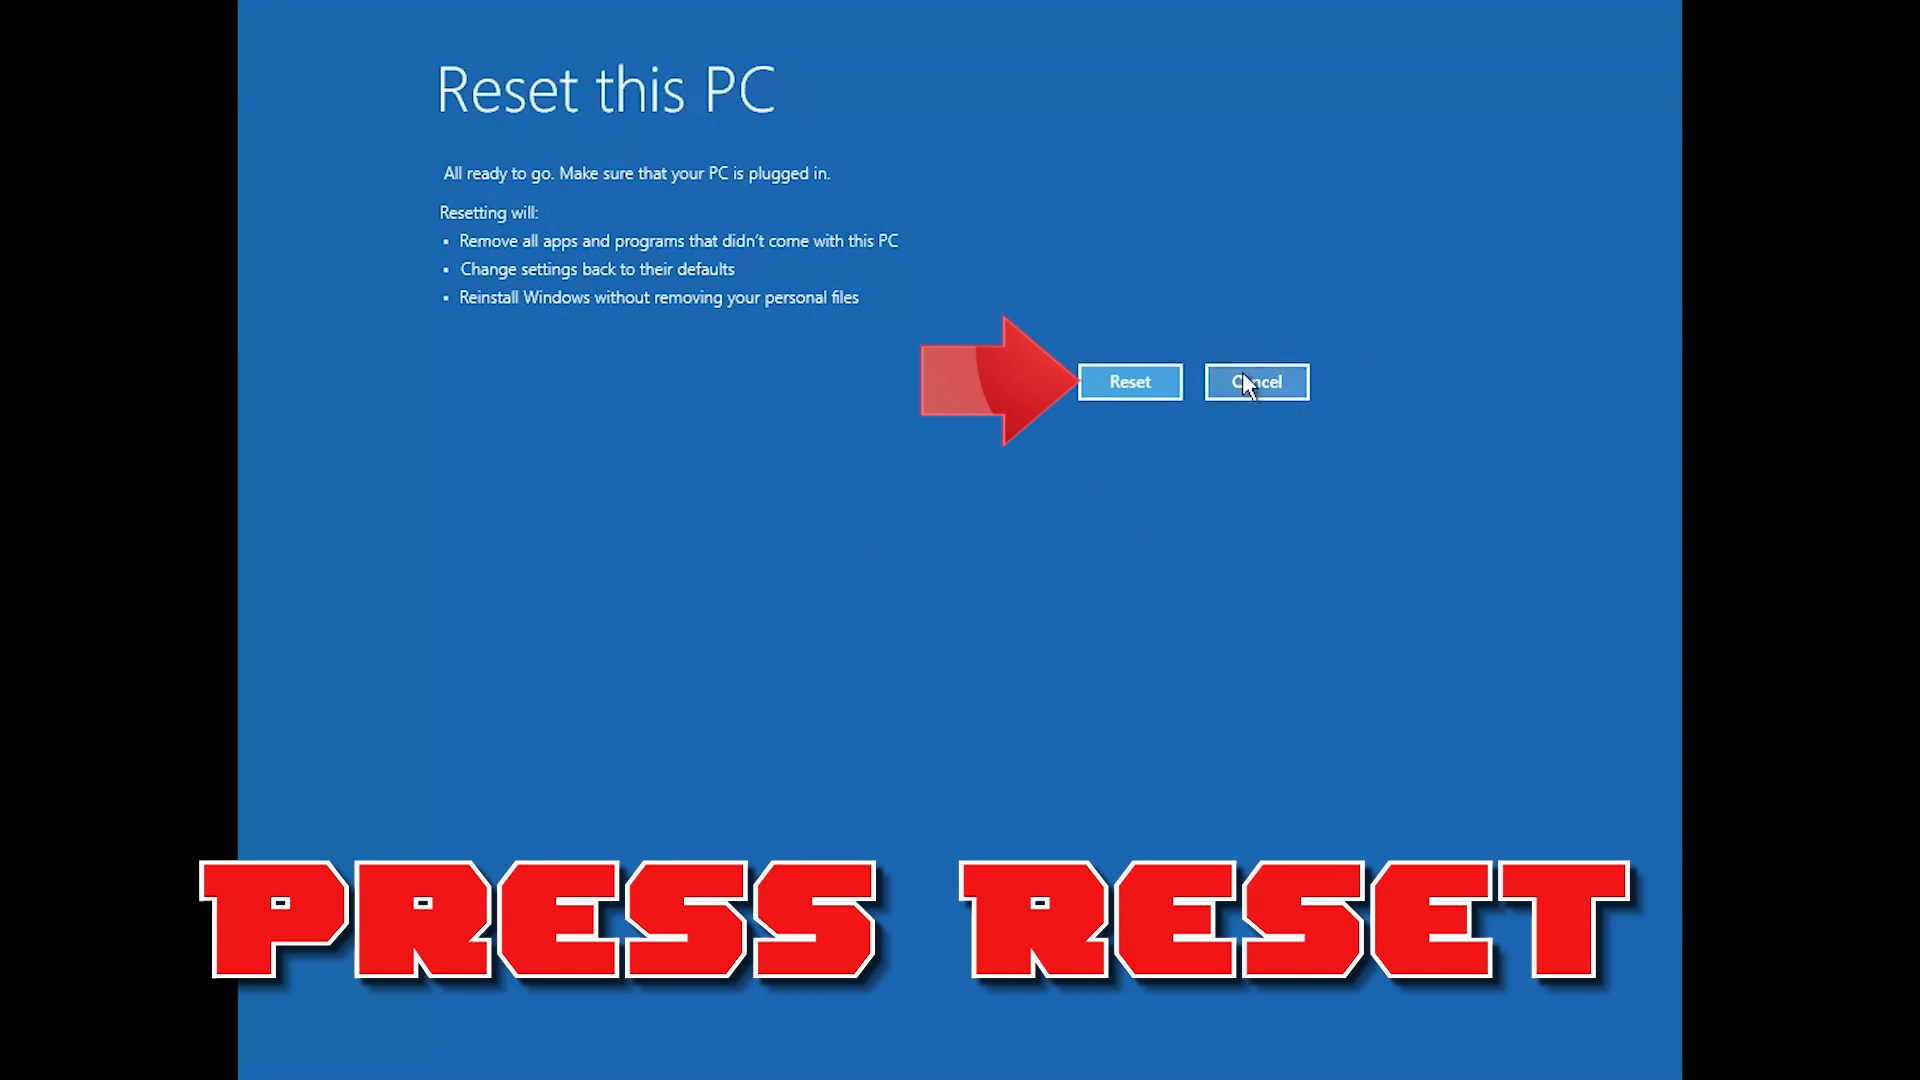 Reset this PC
All ready to go. Make sure that your PC is plugged in.
Resetting will:
▪ Remove all apps and programs that didn't come with this PC
▪ Change settings back to their defaults
▪ Reinstall Windows without removing your personal files
Reset Cancel
PRESS RESET